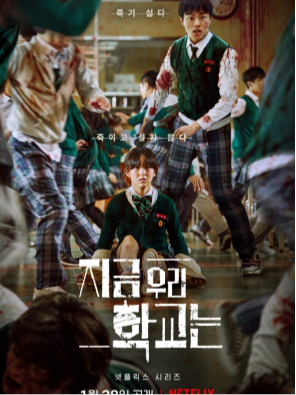 죽기 싫다
죽이고 싶지 않다
지금 우리
학교는
넷플릭스 시리즈
1월 28일 공개 | NETFLIX